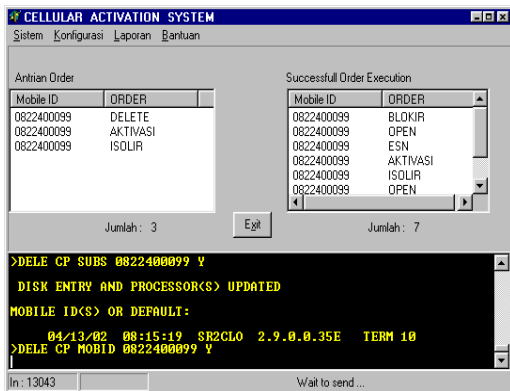 CELLULAR ACTIVATION SYSTEM
Sistem Konfigurasi Laporan Bantuan
Antrian Order
Mobile ID ORDER
0822400099 DELETE
0822400099 AKTIVASI
0822400099 ISOLIR
Jumlah : 3
Exit
Successfull Order Execution
Mobile ID ORDER
0822400099 BLOKIR
0822400099 OPEN
0822400099 ESN
0822400099 AKTIVASI
0822400099 ISOLIR
0822400099 OPEN
Jumlah : 7
>DELE CP SUBS 0822400099 Y
DISK ENTRY AND PROCESSOR(S) UPDATED
MOBILE ID(S) OR DEFAULT:
04/13/02 08:15:19 SR2CLO 2.9.0.0.35E TERM 10
>DELE CP MOBID 0822400099 Y
In : 13043
Wait to send ...